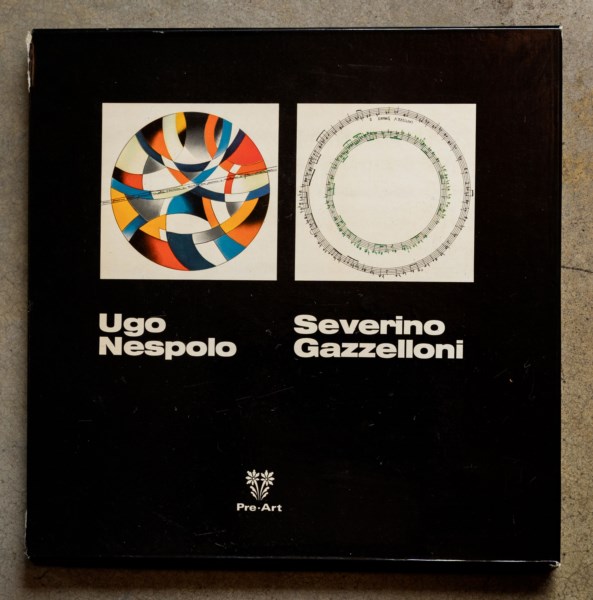 Ugo
Nespolo
Severino
Gazzelloni
Pre-Art